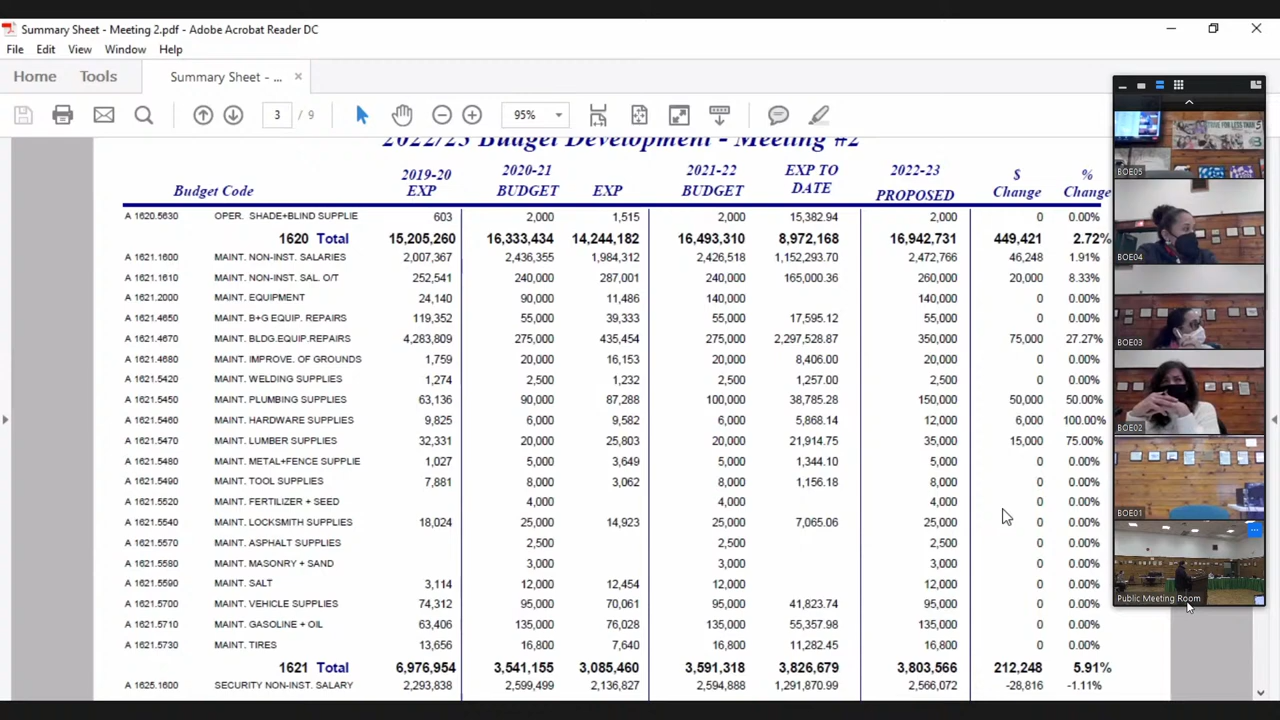 Summary Sheet - Meeting 2.pdf - Adobe Acrobat Reader DC
File Edit View Window Help
Home Tools Summary Sheet - ... ×
3 / 9 95%
2022/23 Budget Development - Meeting #2
2019-20 2020-21 2021-22 EXP TO 2022-23 $ %
Budget Code EXP BUDGET EXP BUDGET DATE PROPOSED Change Change
A 1620.5630 OPER. SHADE+BLIND SUPPLIE 603 2,000 1,515 2,000 15,382.94 2,000 0 0.00%
1620 Total 15,205,260 16,333,434 14,244,182 16,493,310 8,972,168 16,942,731 449,421 2.72%
A 1621.1600 MAINT. NON-INST. SALARIES 2,007,367 2,436,355 1,984,312 2,426,518 1,152,293.70 2,472,766 46,248 1.91%
A 1621.1610 MAINT. NON-INST. SAL. O/T 252,541 240,000 287,001 240,000 165,000.36 260,000 20,000 8.33%
A 1621.2000 MAINT. EQUIPMENT 24,140 90,000 11,486 140,000 140,000 0 0.00%
A 1621.4650 MAINT. B+G EQUIP. REPAIRS 119,352 55,000 39,333 55,000 17,595.12 55,000 0 0.00%
A 1621.4670 MAINT. BLDG.EQUIP.REPAIRS 4,283,809 275,000 435,454 275,000 2,297,528.87 350,000 75,000 27.27%
A 1621.4680 MAINT. IMPROVE. OF GROUNDS 1,759 20,000 16,153 20,000 8,406.00 20,000 0 0.00%
A 1621.5420 MAINT. WELDING SUPPLIES 1,274 2,500 1,232 2,500 1,257.00 2,500 0 0.00%
A 1621.5450 MAINT. PLUMBING SUPPLIES 63,136 90,000 87,288 100,000 38,785.28 150,000 50,000 50.00%
A 1621.5460 MAINT. HARDWARE SUPPLIES 9,825 6,000 9,582 6,000 5,868.14 12,000 6,000 100.00%
A 1621.5470 MAINT. LUMBER SUPPLIES 32,331 20,000 25,803 20,000 21,914.75 35,000 15,000 75.00%
A 1621.5480 MAINT. METAL+FENCE SUPPLIE 1,027 5,000 3,649 5,000 1,344.10 5,000 0 0.00%
A 1621.5490 MAINT. TOOL SUPPLIES 7,881 8,000 3,062 8,000 1,156.18 8,000 0 0.00%
A 1621.5520 MAINT. FERTILIZER + SEED 4,000 4,000 4,000 0 0.00%
A 1621.5540 MAINT. LOCKSMITH SUPPLIES 18,024 25,000 14,923 25,000 7,065.06 25,000 0 0.00%
A 1621.5570 MAINT. ASPHALT SUPPLIES 2,500 2,500 2,500 0 0.00%
A 1621.5580 MAINT. MASONRY + SAND 3,000 3,000 3,000 0 0.00%
A 1621.5590 MAINT. SALT 3,114 12,000 12,454 12,000 12,000 0 0.00%
A 1621.5700 MAINT. VEHICLE SUPPLIES 74,312 95,000 70,061 95,000 41,823.74 95,000 0 0.00%
A 1621.5710 MAINT. GASOLINE + OIL 63,406 135,000 76,028 135,000 55,357.98 135,000 0 0.00%
A 1621.5730 MAINT. TIRES 13,656 16,800 7,640 16,800 11,282.45 16,800 0 0.00%
1621 Total 6,976,954 3,541,155 3,085,460 3,591,318 3,826,679 3,803,566 212,248 5.91%
A 1625.1600 SECURITY NON-INST. SALARY 2,293,838 2,599,499 2,136,827 2,594,888 1,291,870.99 2,566,072 -28,816 -1.11%
BOE05
BOE04
BOE03
BOE02
BOE01
Public Meeting Room